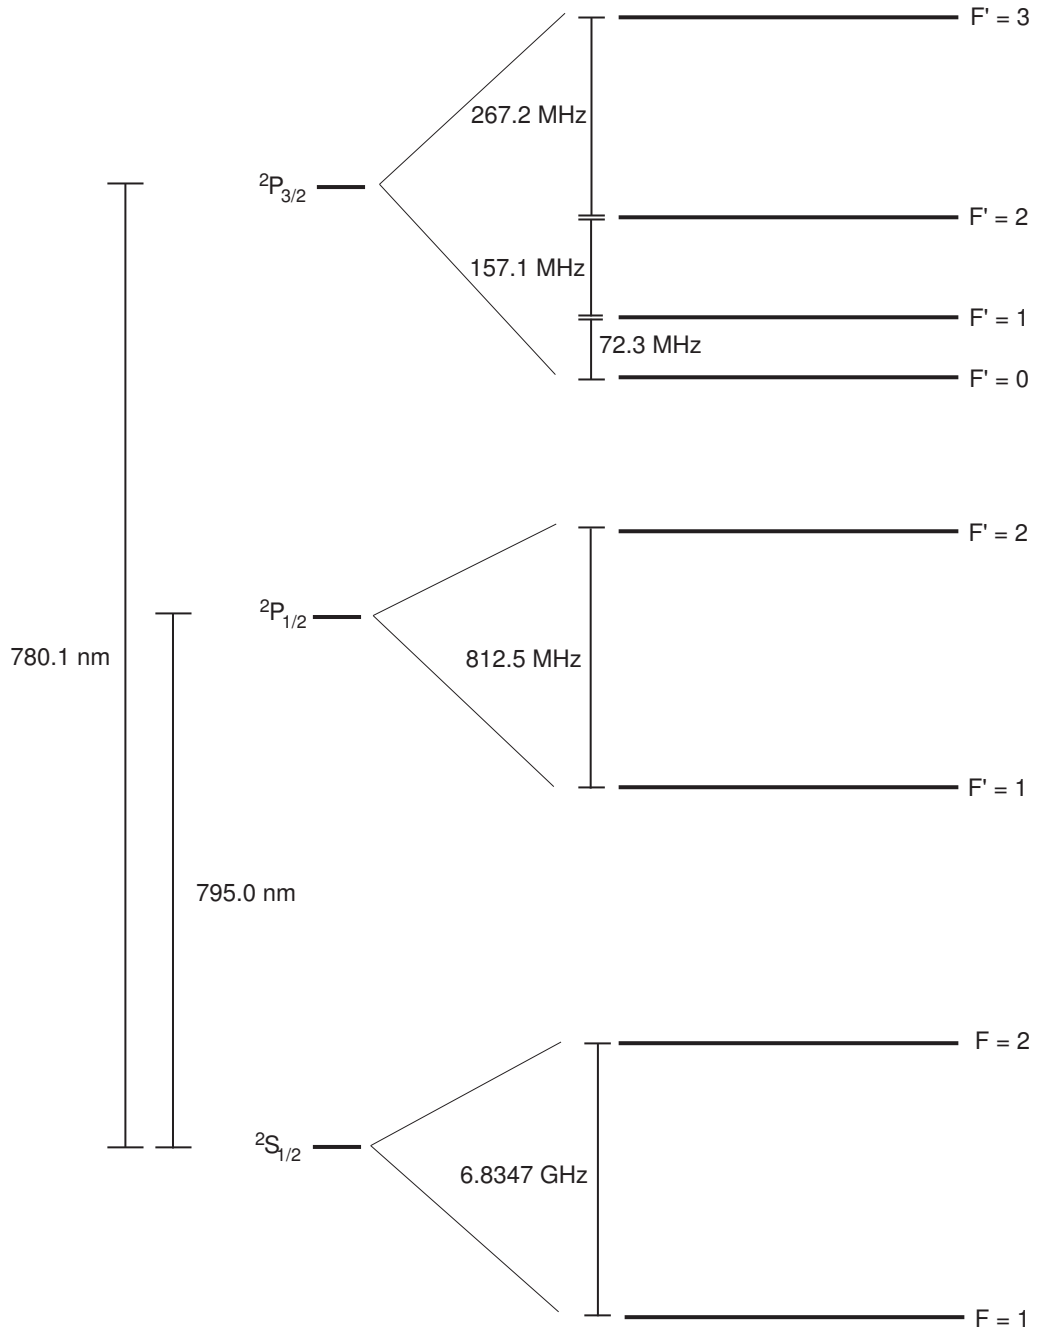 F' = 3
267.2 MHz
²P3/2
F' = 2
157.1 MHz
F' = 1
72.3 MHz
F' = 0
F' = 2
²P1/2
780.1 nm
812.5 MHz
F' = 1
795.0 nm
F = 2
²S1/2
6.8347 GHz
F = 1